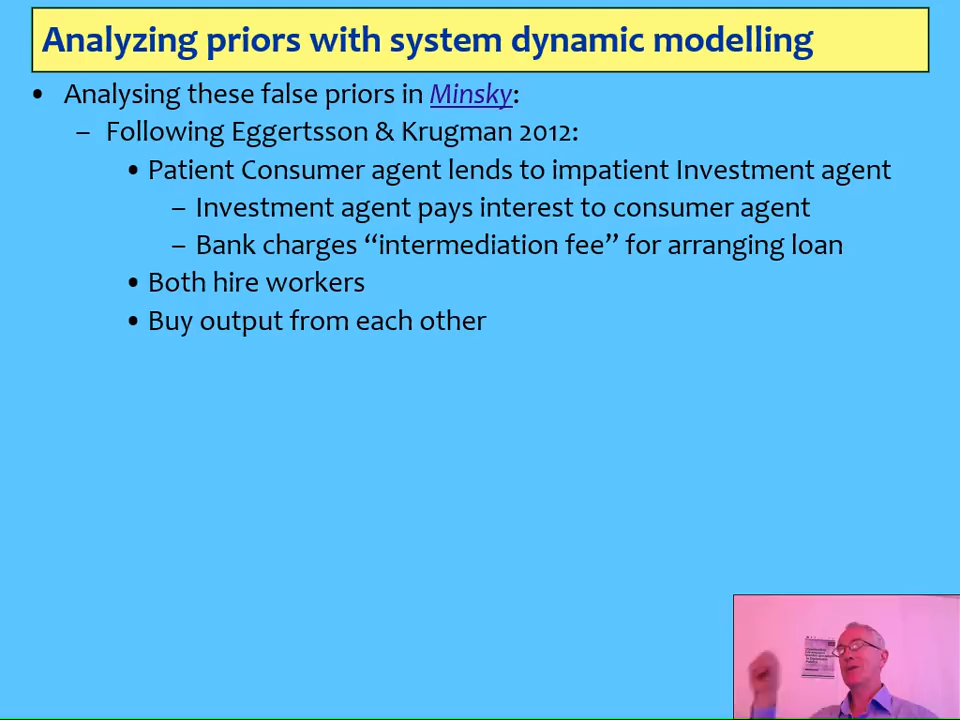 Analyzing priors with system dynamic modelling
• Analysing these false priors in Minsky:
– Following Eggertsson & Krugman 2012:
• Patient Consumer agent lends to impatient Investment agent
– Investment agent pays interest to consumer agent
– Bank charges “intermediation fee” for arranging loan
• Both hire workers
• Buy output from each other